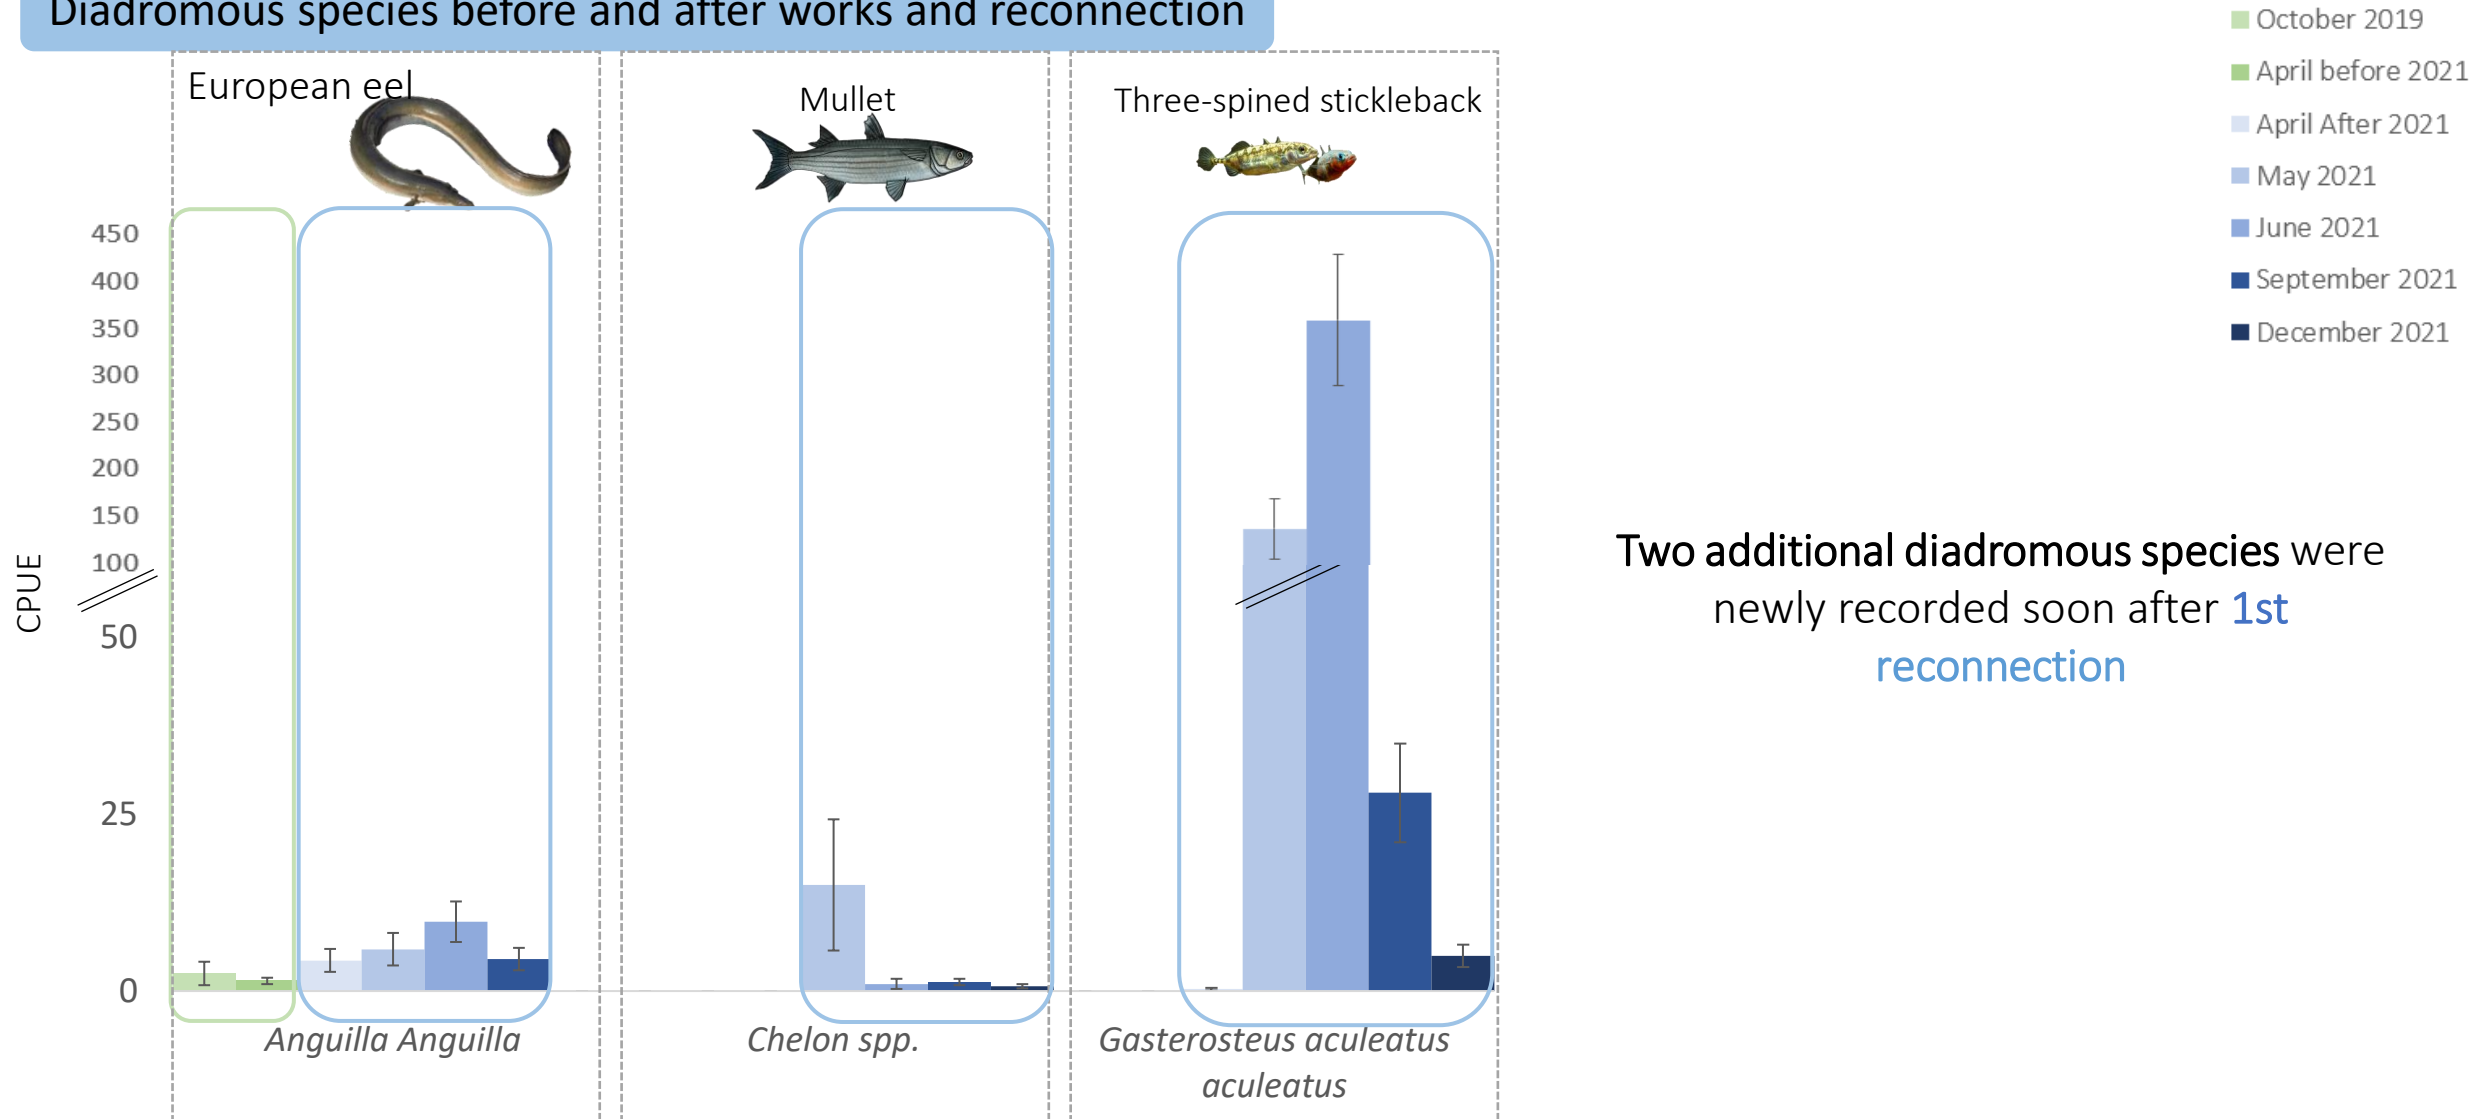 Diadromous species before and after works and reconnection
European eel
Mullet
Three-spined stickleback
October 2019
April before 2021
April After 2021
May 2021
June 2021
September 2021
December 2021
CPUE
450
400
350
300
250
200
150
100
50
25
0
Anguilla Anguilla
Chelon spp.
Gasterosteus aculeatus
aculeatus
Two additional diadromous species were
newly recorded soon after 1st
reconnection